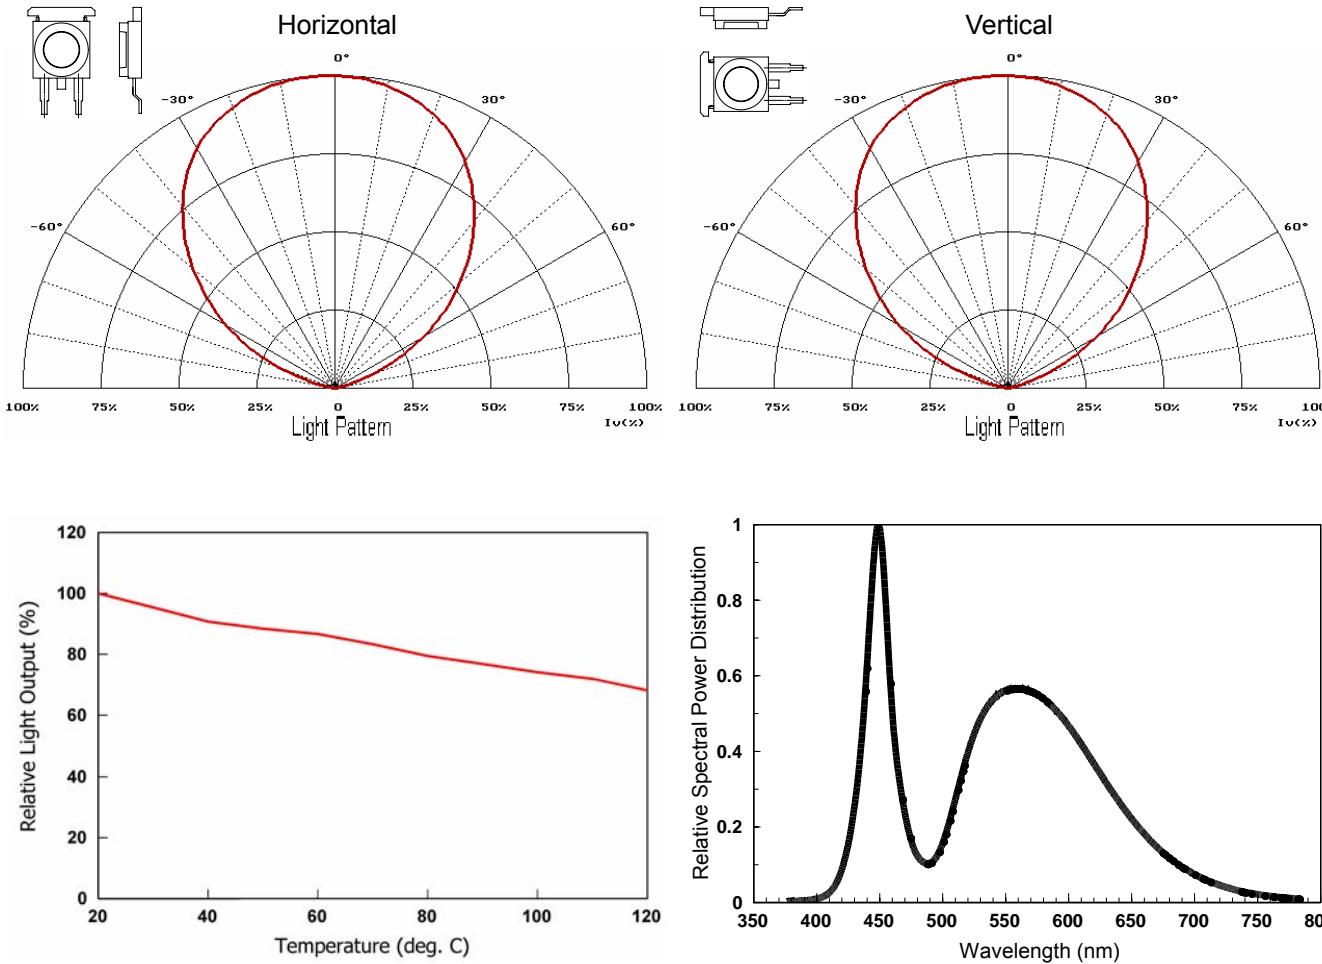 Horizontal
Vertical
0°
0°
-30°
30°
-30°
30°
-60°
60°
-60°
60°
100% 75% 50% 25% 0 25% 50% 75% 100%
100% 75% 50% 25% 0 25% 50% 75% 100
Light Pattern
Iv(%)
Light Pattern
Iv(%)
120
100
80
60
40
20
0
20 40 60 80 100 120
Relative Light Output (%)
Temperature (deg. C)
1
0.8
0.6
0.4
0.2
0
350 400 450 500 550 600 650 700 750 80
Relative Spectral Power Distribution
Wavelength (nm)